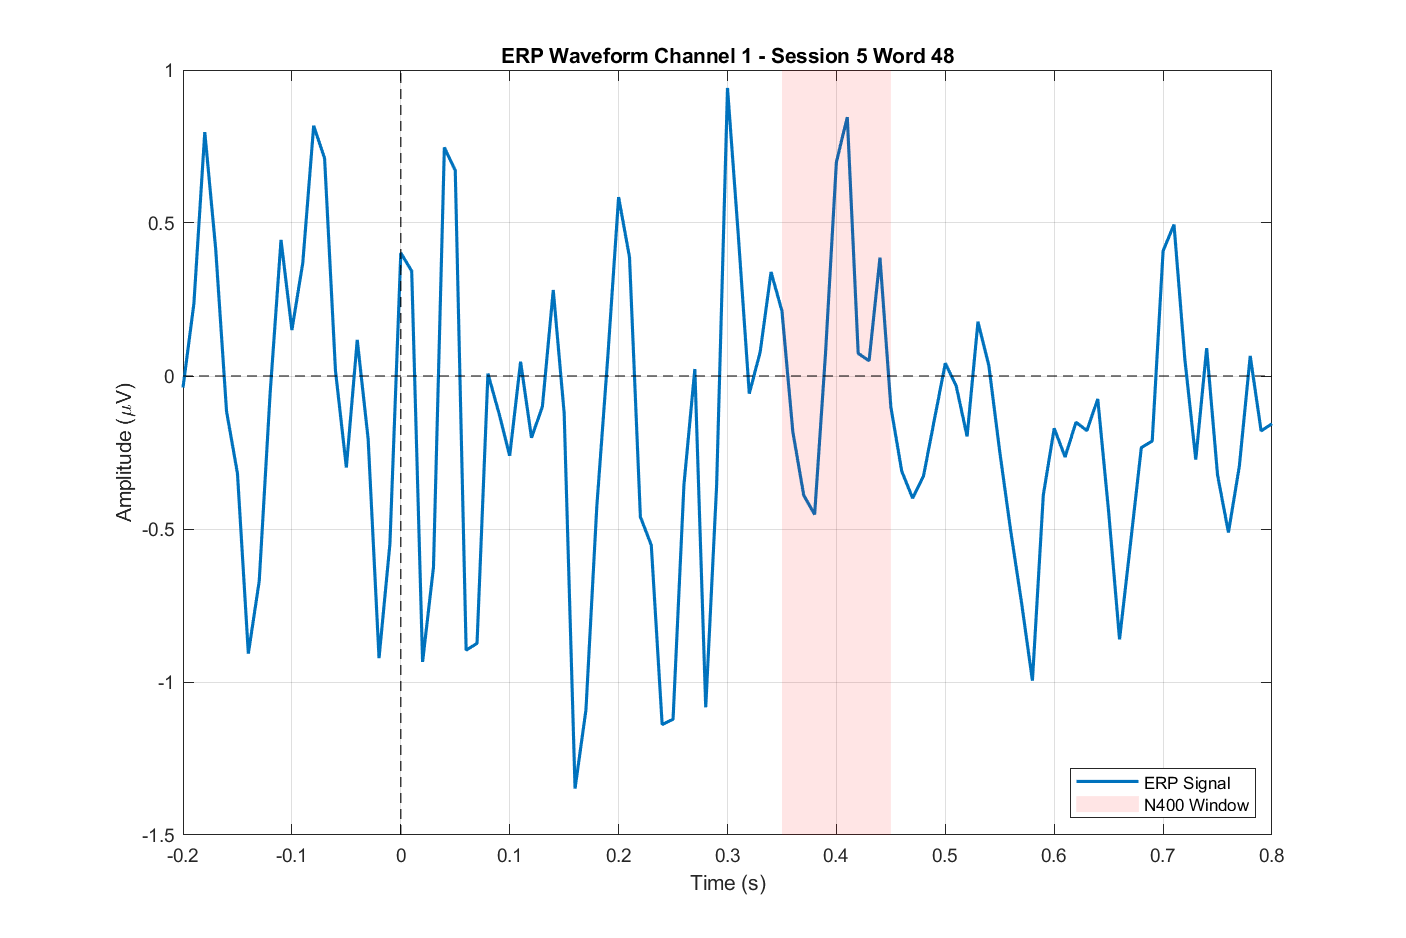 ERP Waveform Channel 1 - Session 5 Word 48
1
0.5
0
-0.5
-1
-1.5
Amplitude (μV)
-0.2 -0.1 0 0.1 0.2 0.3 0.4 0.5 0.6 0.7 0.8
Time (s)
ERP Signal
N400 Window